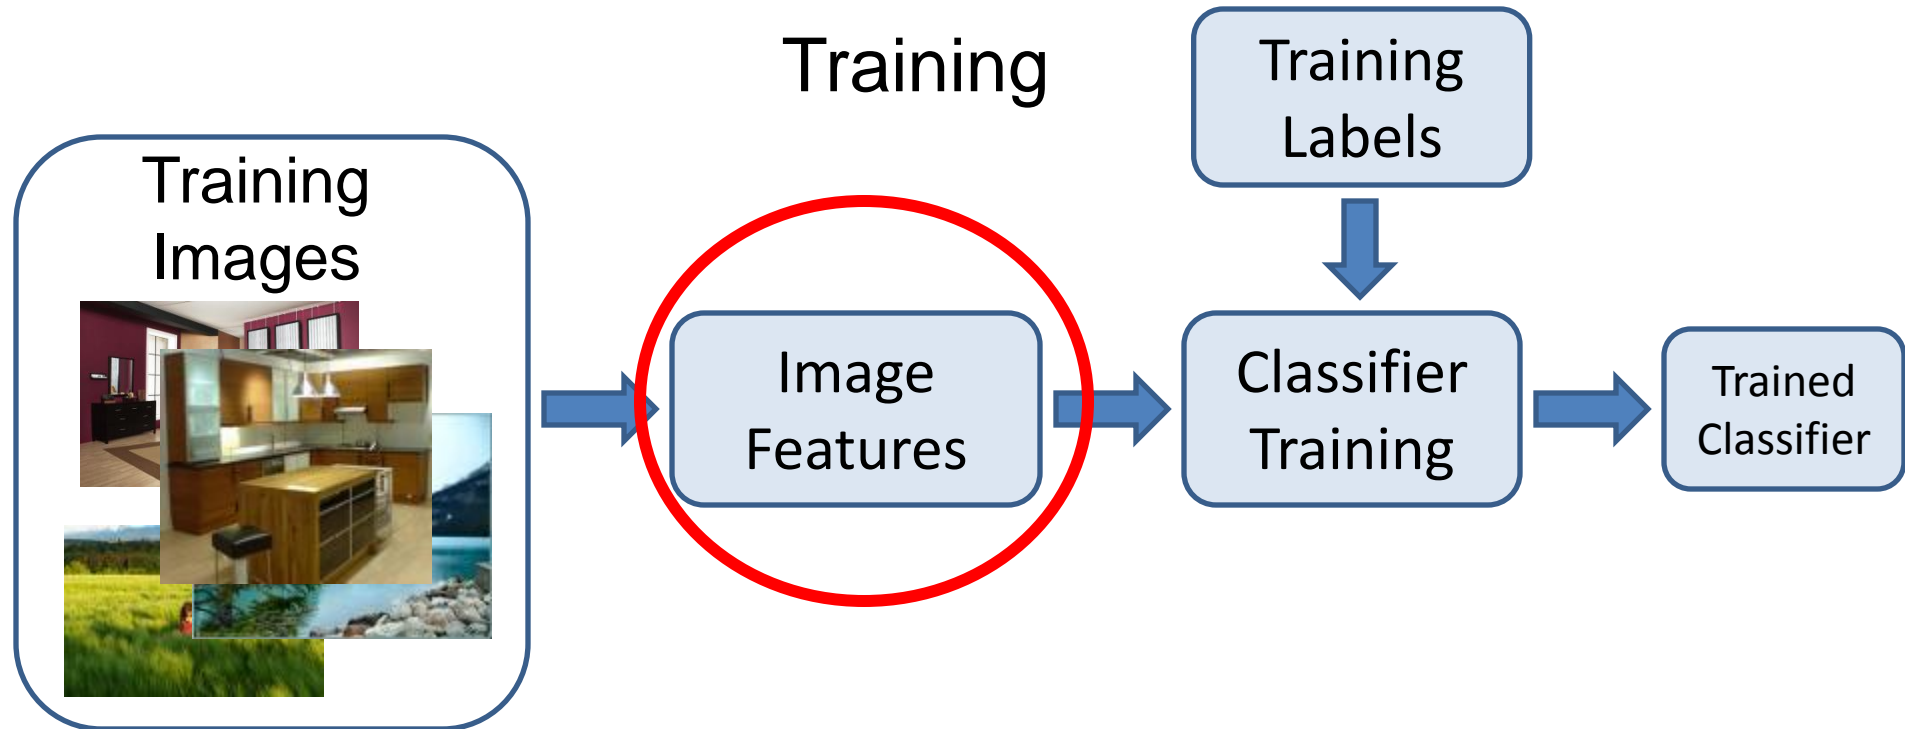 Training
Training
Labels
Training
Images
Image
Features
Classifier
Training
Trained
Classifier